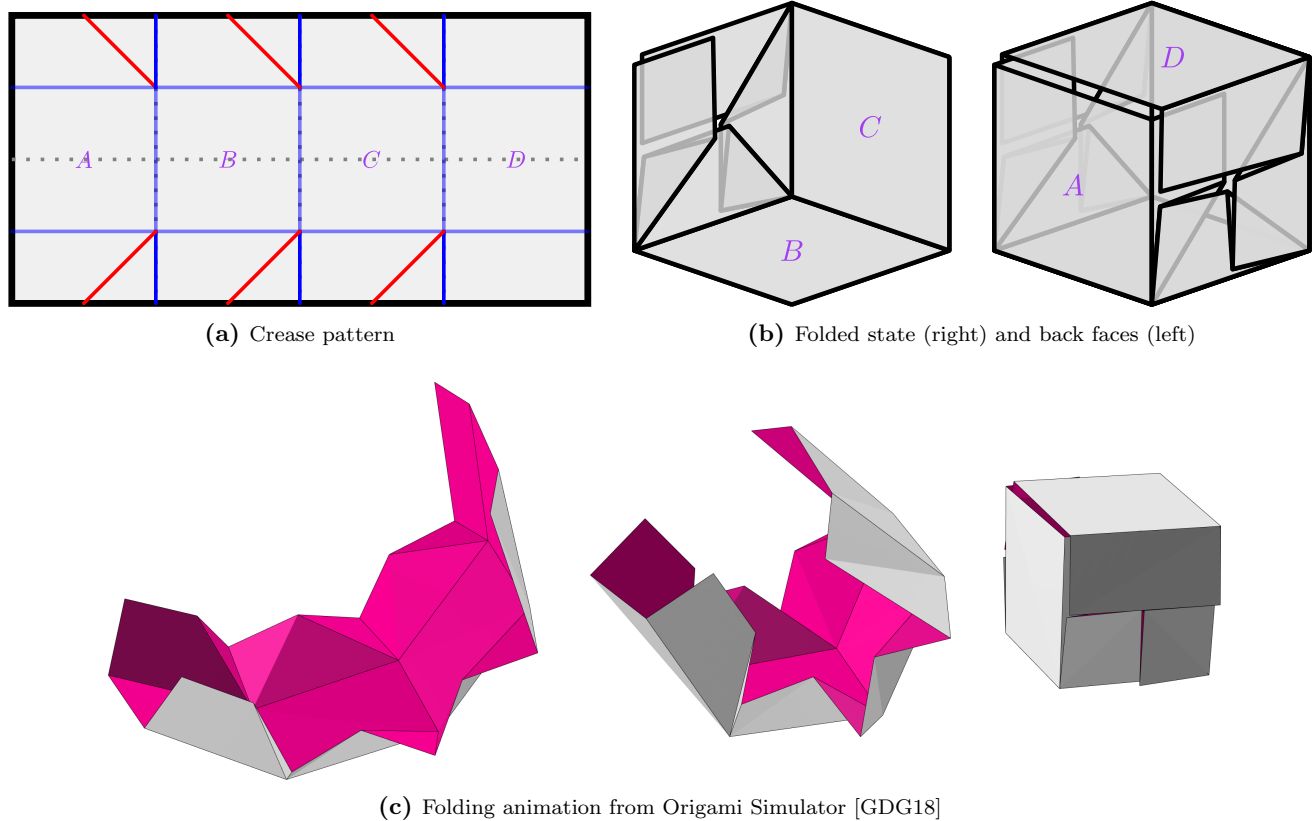 A B C D
C
B
D
A
(a) Crease pattern
(b) Folded state (right) and back faces (left)
(c) Folding animation from Origami Simulator [GDG18]